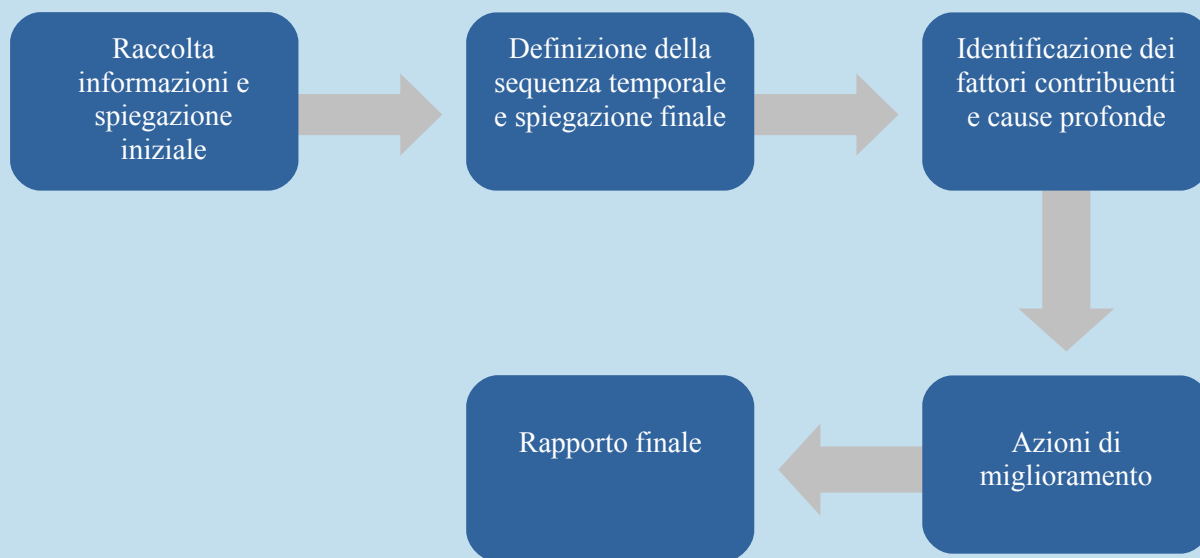 Raccolta
informazioni e
spiegazione
iniziale
Definizione della
sequenza temporale
e spiegazione finale
Identificazione dei
fattori contribuenti
e cause profonde
Azioni di
miglioramento
Rapporto finale